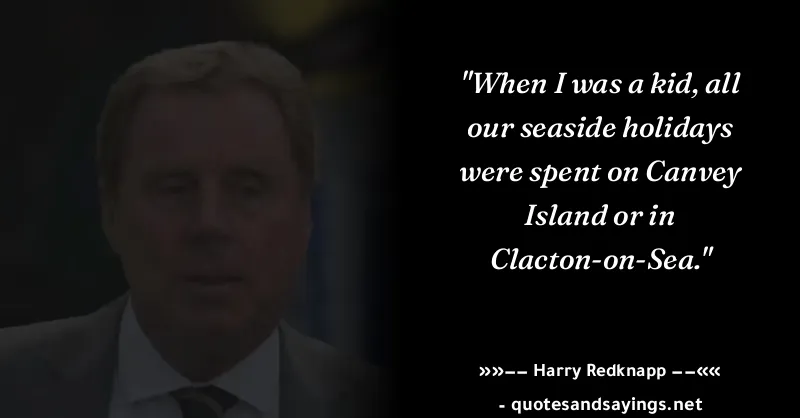 "When I was a kid, all
our seaside holidays
were spent on Canvey
Island or in
Clacton-on-Sea."
»»−− Harry Redknapp −−««
- quotesandsayings.net